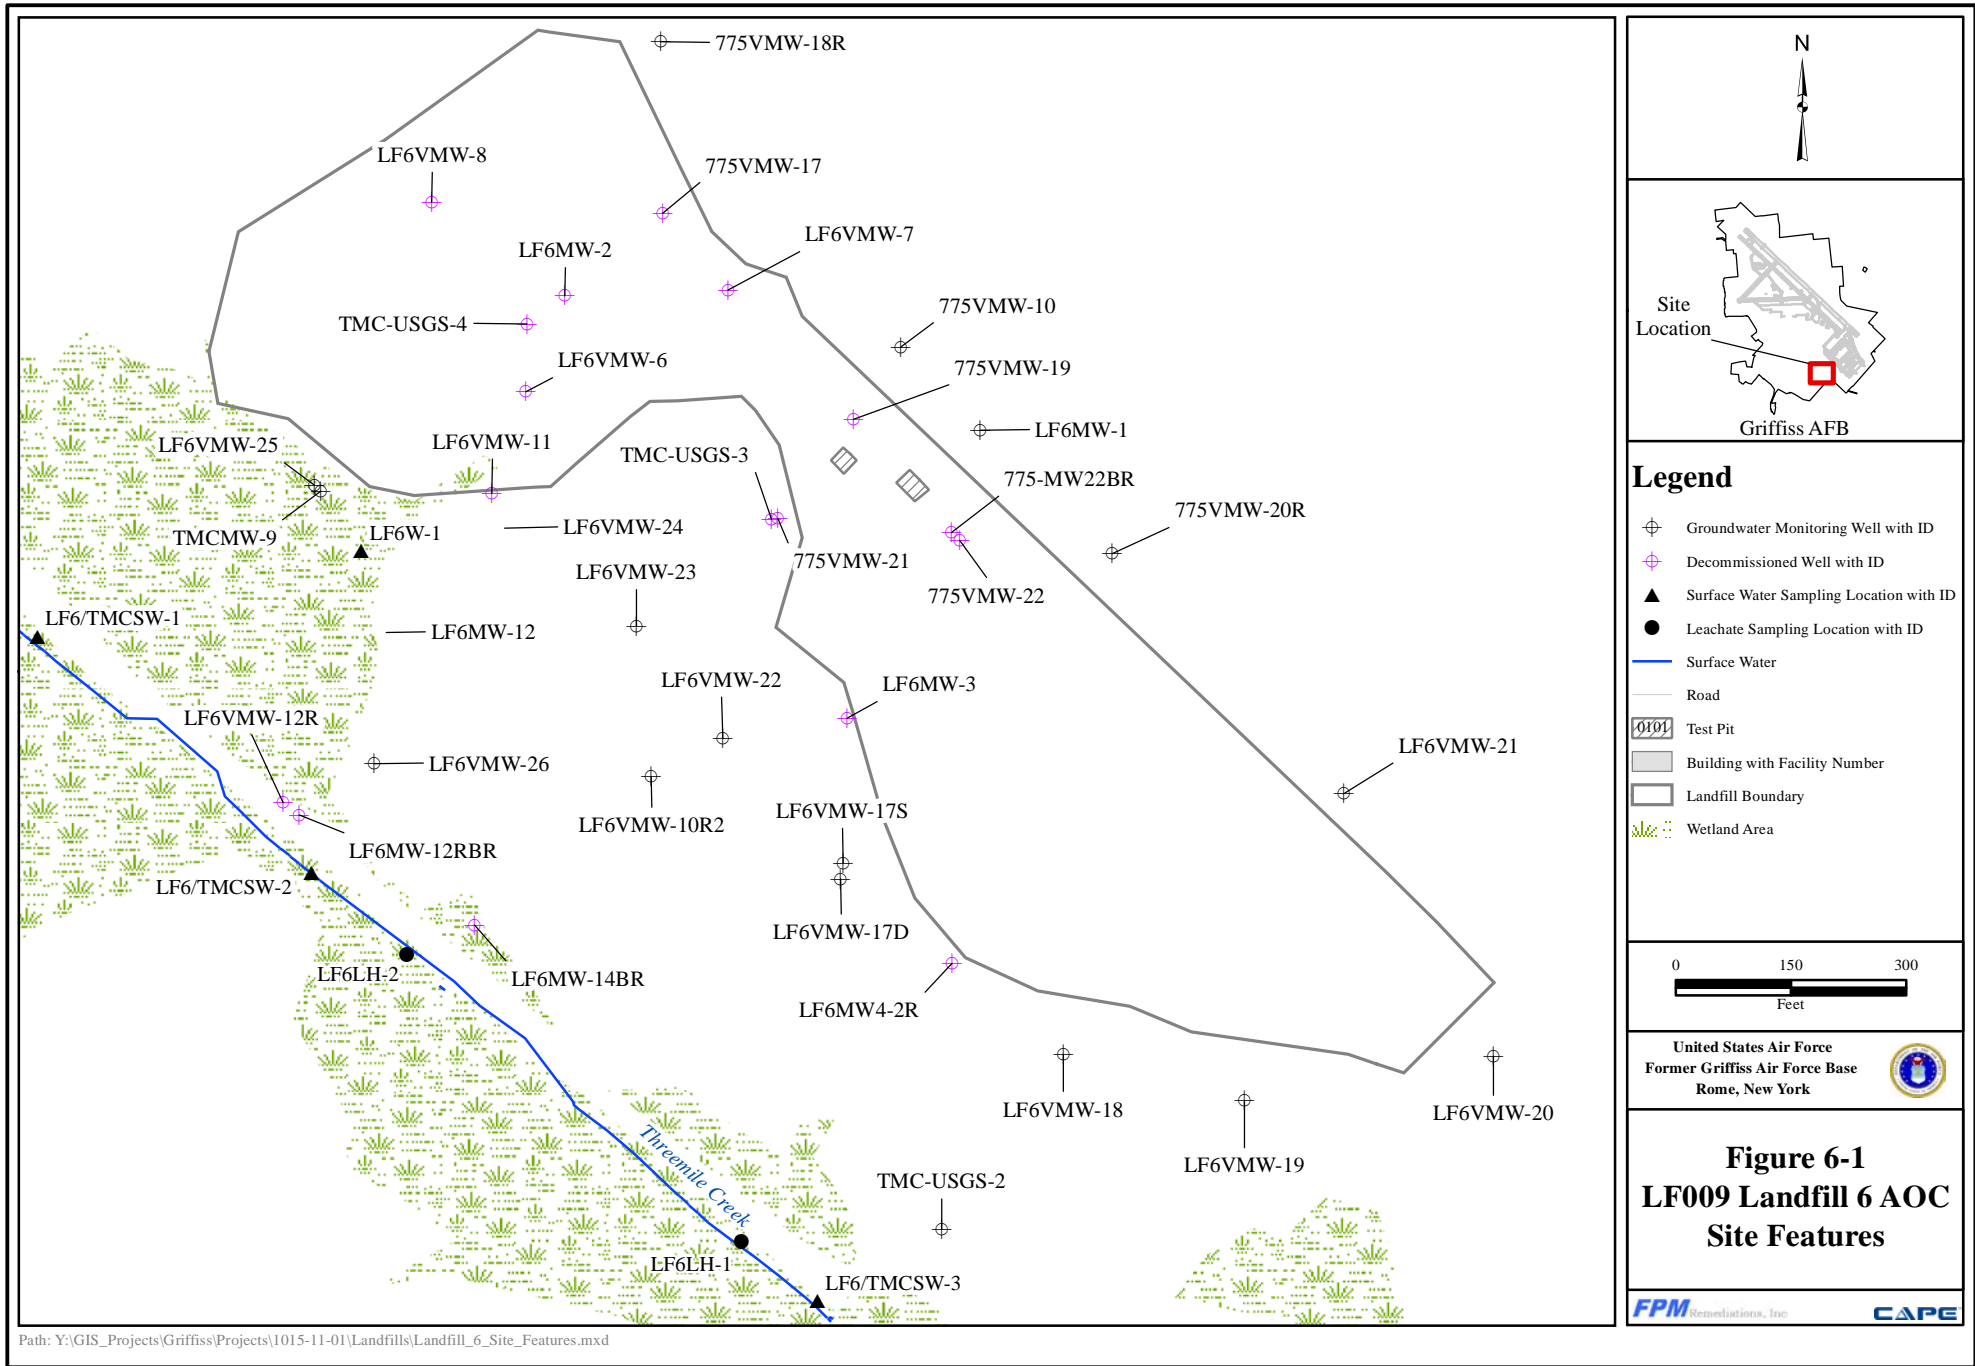 775VMW-18R
LF6VMW-8
775VMW-17
LF6VMW-7
LF6MW-2
TMC-USGS-4
775VMW-10
LF6VMW-6
775VMW-19
LF6MW-1
LF6VMW-25
LF6VMW-11
TMC-USGS-3
775-MW22BR
775VMW-20R
TMCMW-9
LF6W-1
LF6VMW-24
775VMW-21
LF6VMW-23
775VMW-22
LF6/TMCSW-1
LF6MW-12
LF6VMW-22
LF6MW-3
LF6VMW-12R
LF6VMW-26
LF6VMW-21
LF6VMW-10R2
LF6VMW-17S
LF6MW-12RBR
LF6/TMCSW-2
LF6VMW-17D
LF6LH-2
LF6MW-14BR
LF6MW4-2R
LF6VMW-18
LF6VMW-20
Threemile Creek
LF6VMW-19
TMC-USGS-2
LF6LH-1
LF6/TMCSW-3
Path: Y:\GIS_Projects\Griffiss\Projects\1015-11-01\Landfills\Landfill_6_Site_Features.mxd
N
Site
Location
Griffiss AFB
Legend
Groundwater Monitoring Well with ID
Decommissioned Well with ID
Surface Water Sampling Location with ID
Leachate Sampling Location with ID
Surface Water
Road
0101 Test Pit
Building with Facility Number
Landfill Boundary
Wetland Area
0 150 300
Feet
United States Air Force
Former Griffiss Air Force Base
Rome, New York
Figure 6-1
LF009 Landfill 6 AOC
Site Features
FPM Remediations, Inc
CAPE